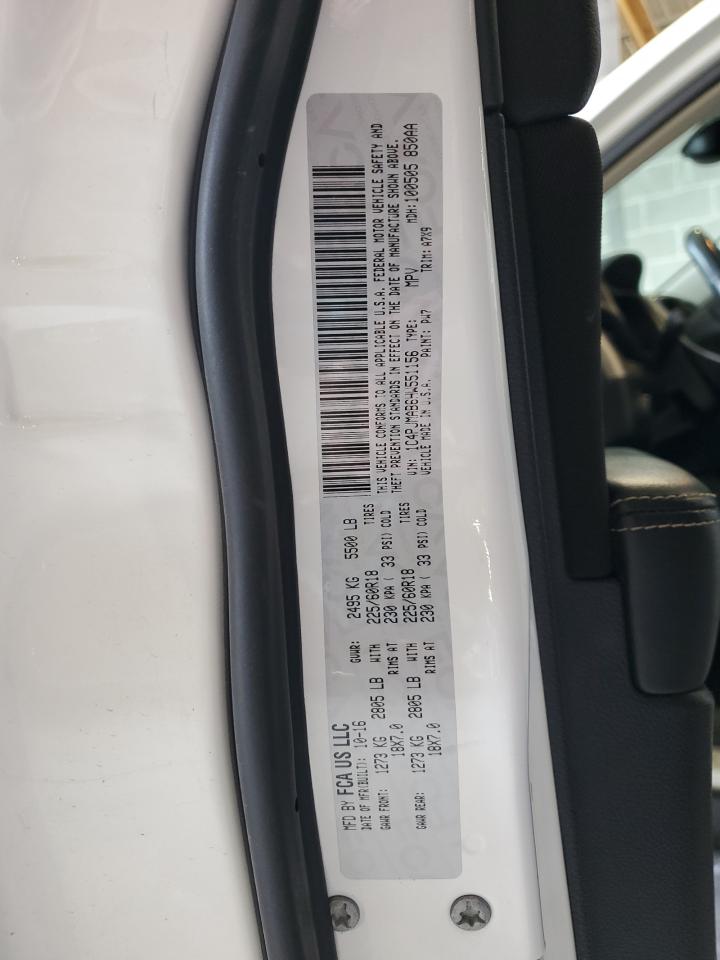 MFD BY FCA US LLC
DATE OF MFR(BUILT): 10-16 GVWR: 2495 KG 5500 LB
GAWR FRONT: 1273 KG 2805 LB WITH 225/60R18 TIRES
18X7.0 RIMS AT 230 KPA ( 33 PSI) COLD
GAWR REAR: 1273 KG 2805 LB WITH 225/60R18 TIRES
18X7.0 RIMS AT 230 KPA ( 33 PSI) COLD
THIS VEHICLE CONFORMS TO ALL APPLICABLE U.S.A. FEDERAL MOTOR VEHICLE SAFETY AND
THEFT PREVENTION STANDARDS IN EFFECT ON THE DATE OF MANUFACTURE SHOWN ABOVE.
VIN: 1C4PJMAB6HW551156 TYPE: MPV MDH:100505 850AA
VEHICLE MADE IN U.S.A. PAINT: PW7 TRIM: A7X9